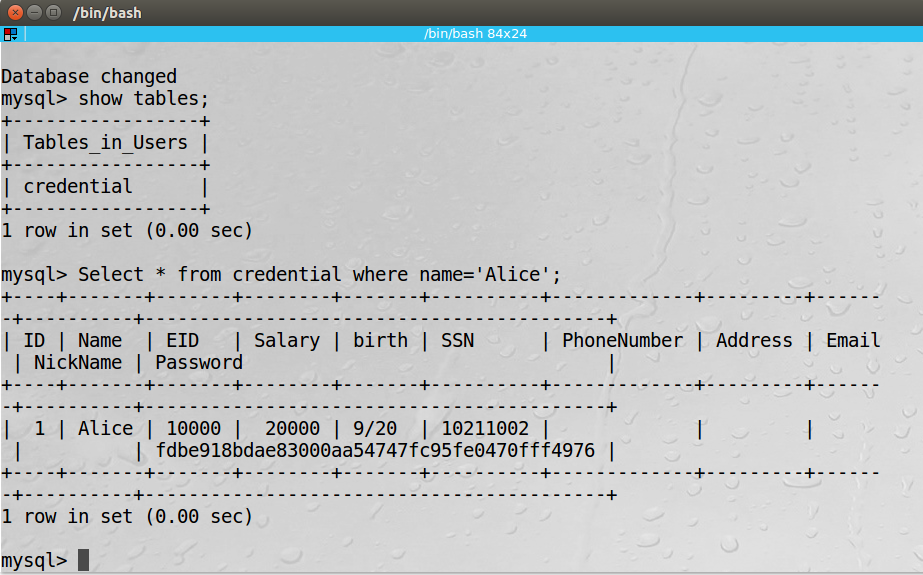 /bin/bash
/bin/bash 84x24
Database changed
mysql> show tables;
+-----------------+
| Tables_in_Users |
+-----------------+
| credential      |
+-----------------+
1 row in set (0.00 sec)

mysql> Select * from credential where name='Alice';
+----+-------+-------+--------+-------+----------+-------------+---------+------
-+----------+------------------------------------------+
| ID | Name  | EID   | Salary | birth | SSN      | PhoneNumber | Address | Email
 | NickName | Password                                 |
+----+-------+-------+--------+-------+----------+-------------+---------+------
-+----------+------------------------------------------+
|  1 | Alice | 10000 |  20000 | 9/20  | 10211002 |             |         |
 |          | fdbe918bdae83000aa54747fc95fe0470fff4976 |
+----+-------+-------+--------+-------+----------+-------------+---------+------
-+----------+------------------------------------------+
1 row in set (0.00 sec)

mysql>